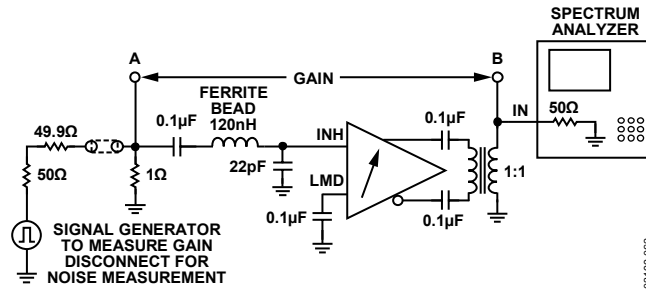 SPECTRUM
ANALYZER
A
B
GAIN
FERRITE
BEAD
120nH
0.1µF
0.1µF
IN
50Ω
49.9Ω
INH
22pF
1Ω
50Ω
LMD
1:1
0.1µF
0.1µF
SIGNAL GENERATOR
TO MEASURE GAIN
DISCONNECT FOR
NOISE MEASUREMENT